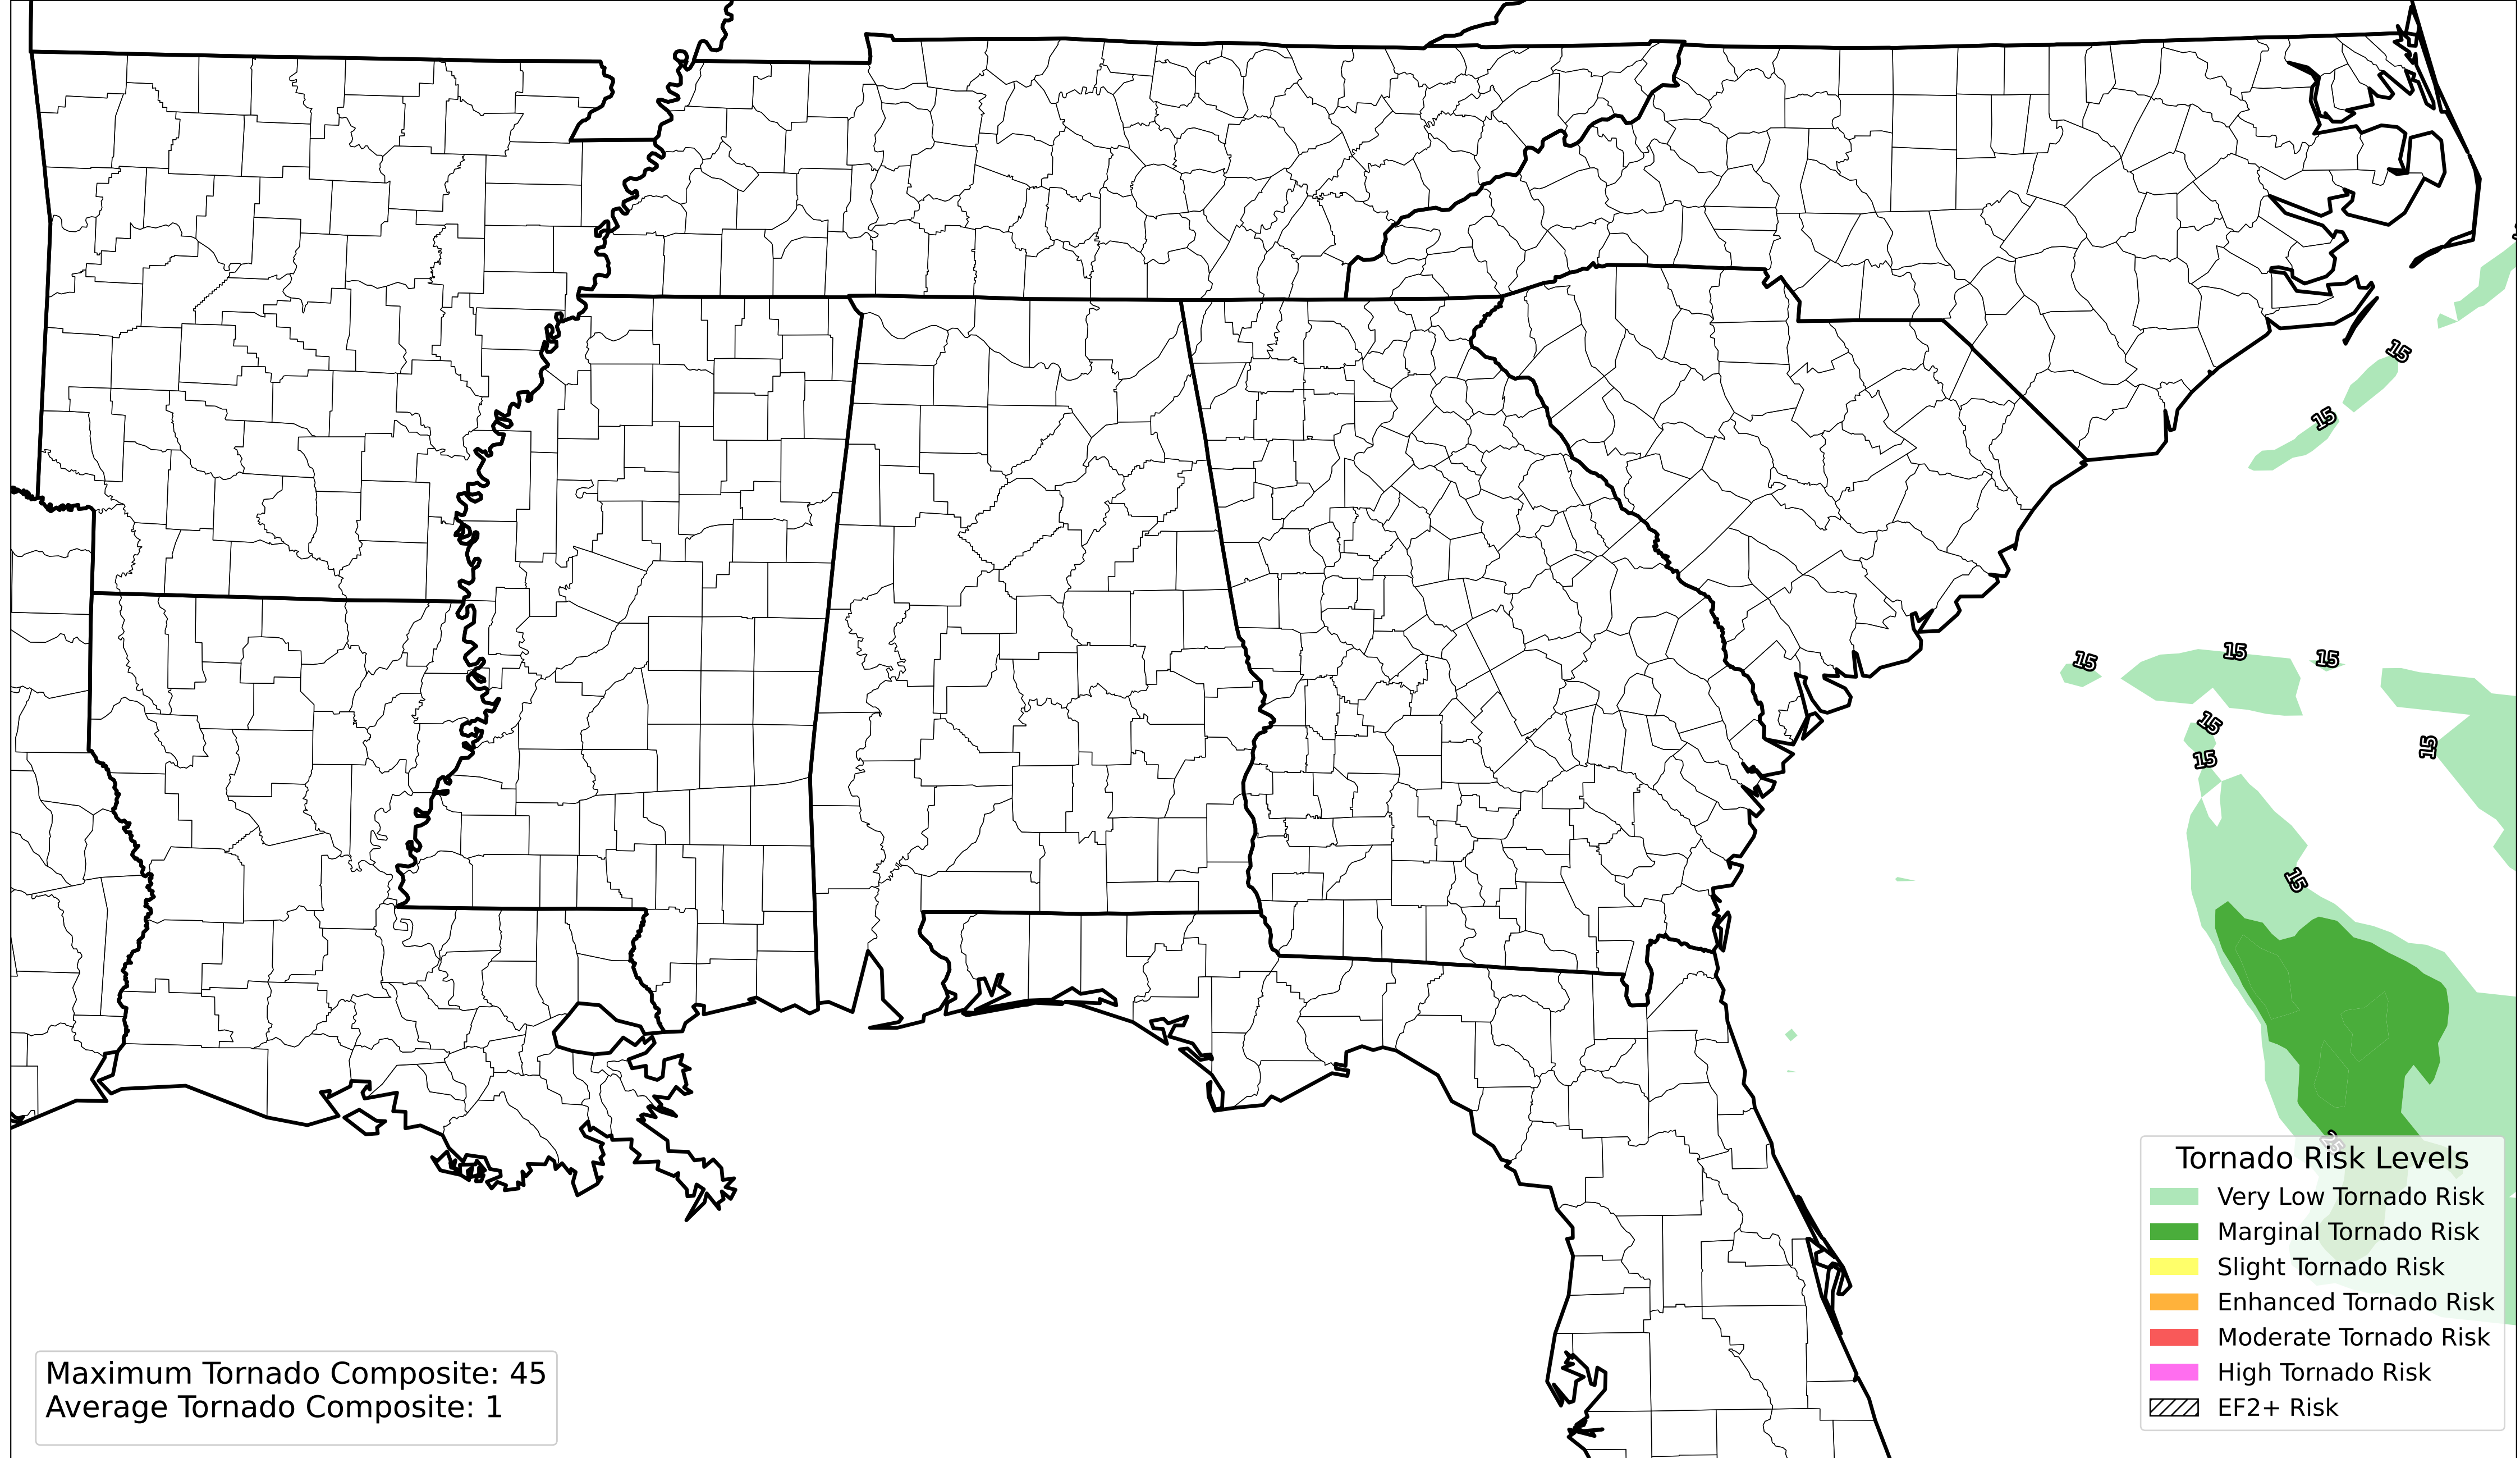 15
15
15
15
15
15
15
15
15
25
Tornado Risk Levels
Very Low Tornado Risk
Marginal Tornado Risk
Slight Tornado Risk
Enhanced Tornado Risk
Moderate Tornado Risk
High Tornado Risk
EF2+ Risk
Maximum Tornado Composite: 45
Average Tornado Composite: 1